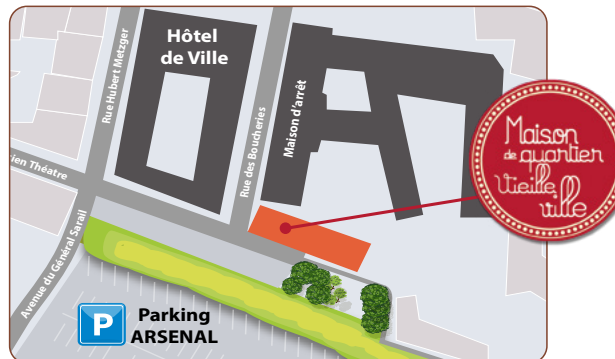 Hôtel
de Ville
Rue Hubert Metzger
Rue des Boucheries
Maison d'arrêt
Maison
de quartier
Vieille
ville
ien Théatre
Avenue du Général Sarail
P
Parking
ARSENAL